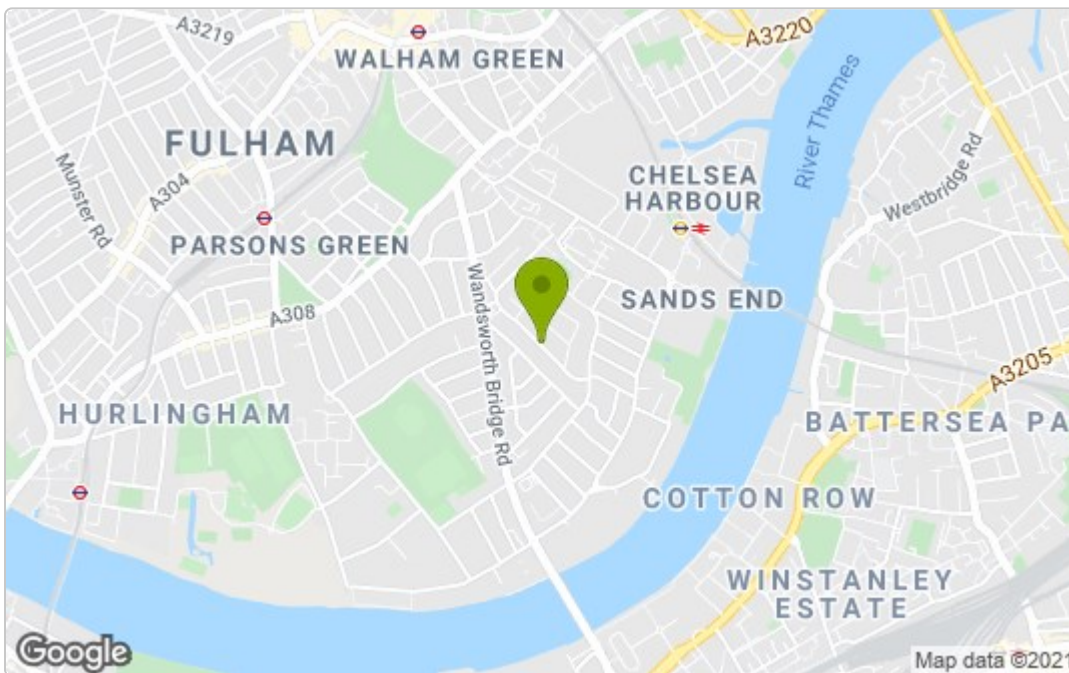 A3219
A3220
WALHAM GREEN
River Thames
FULHAM
Westbridge Rd
Munster Rd
A304
CHELSEA
HARBOUR
PARSONS GREEN
Wandsworth Bridge Rd
SANDS END
A308
A3205
HURLINGHAM
BATTERSEA PA
COTTON ROW
WINSTANLEY
ESTATE
Google
Map data ©2021